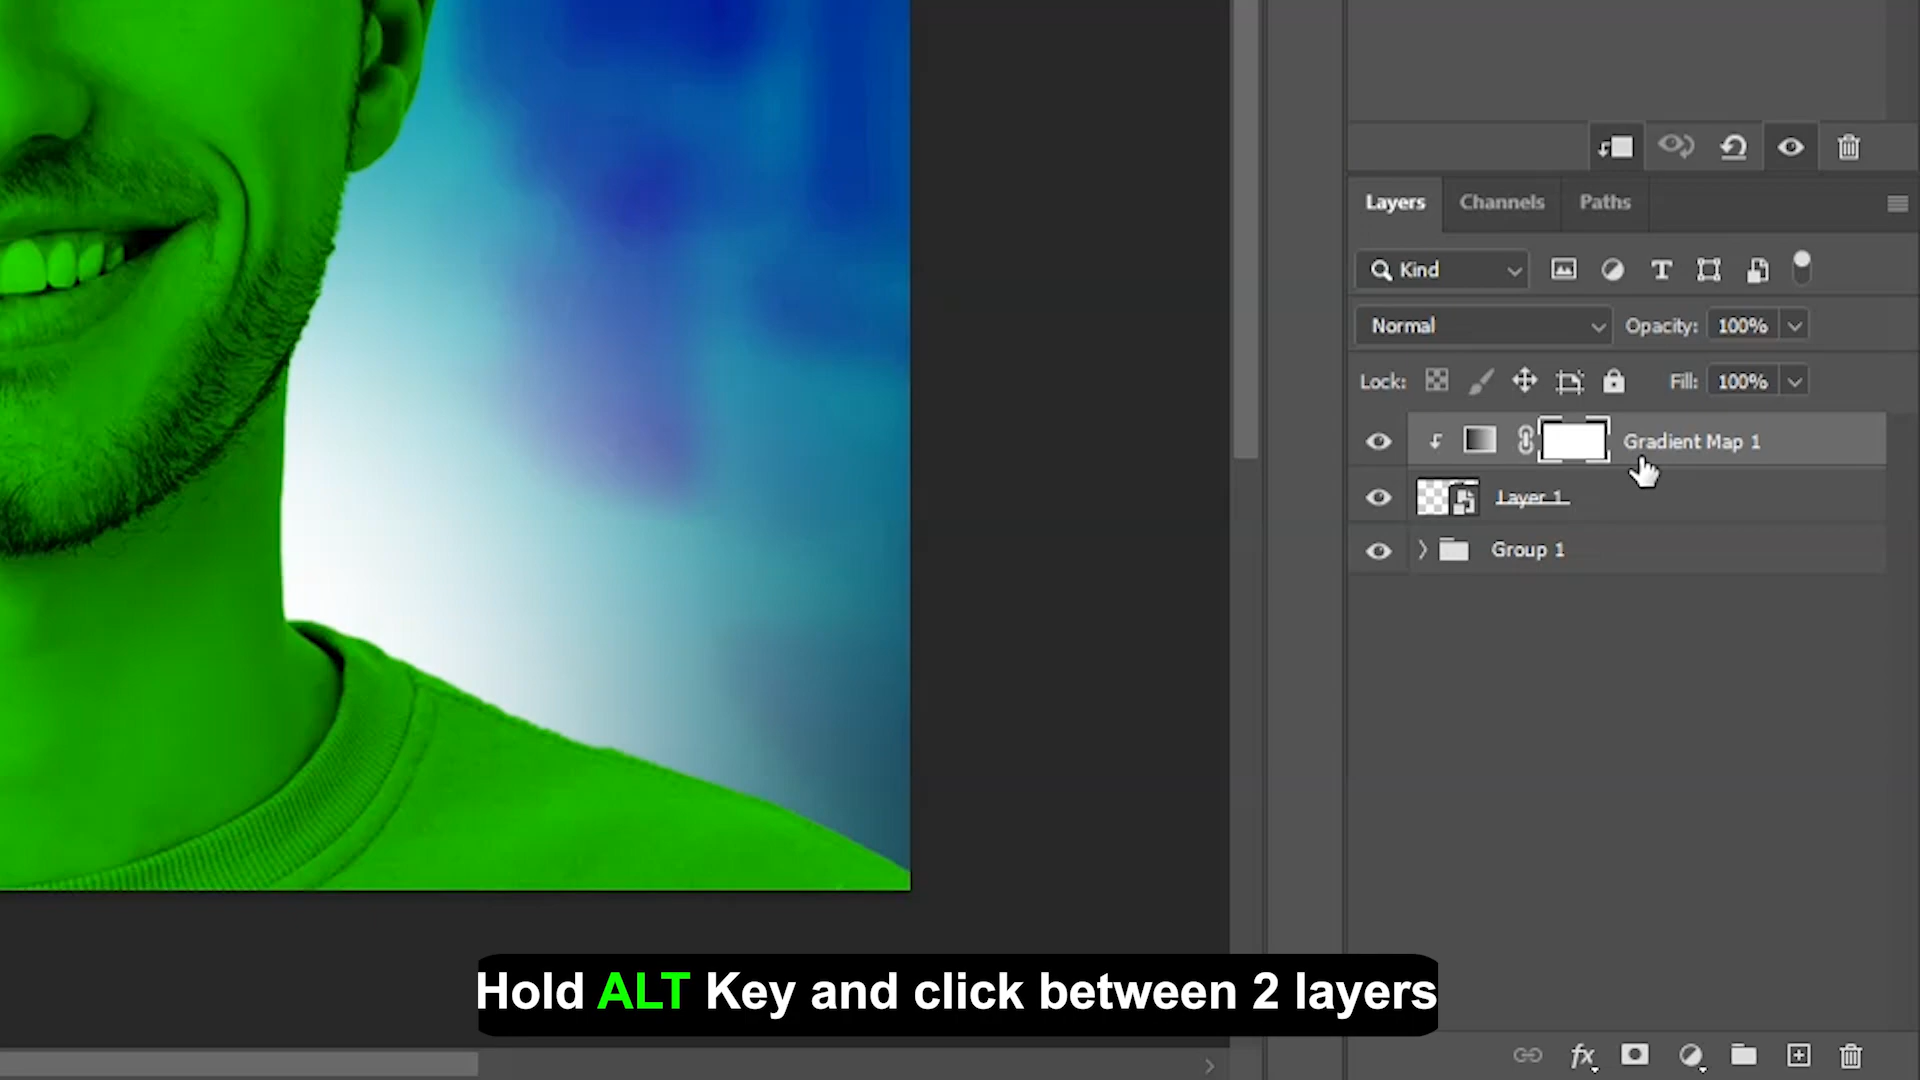 Layers Channels Paths
Kind
Normal Opacity: 100%
Lock: Fill: 100%
Gradient Map 1
Layer 1
Group 1
fx
Hold ALT Key and click between 2 layers